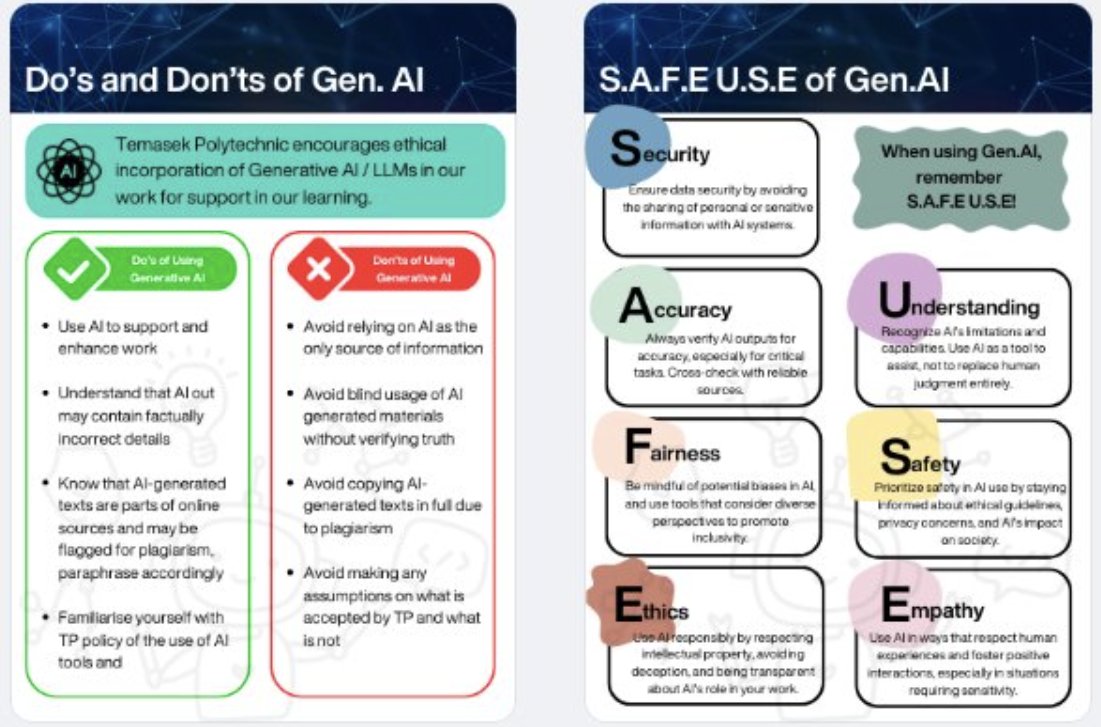 Do's and Don'ts of Gen. AI
AI
Temasek Polytechnic encourages ethical
incorporation of Generative AI / LLMs in our
work for support in our learning.
Do's of Using
Generative AI
• Use AI to support and
enhance work
• Understand that AI out
may contain factually
incorrect details
• Know that AI-generated
texts are parts of online
sources and may be
flagged for plagiarism,
paraphrase accordingly
• Familiarise yourself with
TP policy of the use of AI
tools and
Don'ts of Using
Generative AI
• Avoid relying on AI as the
only source of information
• Avoid blind usage of AI
generated materials
without verifying truth
• Avoid copying AI-
generated texts in full due
to plagiarism
• Avoid making any
assumptions on what is
accepted by TP and what
is not
S.A.F.E U.S.E of Gen.AI
Security
Ensure data security by avoiding
the sharing of personal or sensitive
information with AI systems.
When using Gen.AI,
remember
S.A.F.E U.S.E!
Accuracy
Always verify AI outputs for
accuracy, especially for critical
tasks. Cross-check with reliable
sources.
Understanding
Recognize AI's limitations and
capabilities. Use AI as a tool to
assist, not to replace human
judgment entirely.
Fairness
Be mindful of potential biases in AI,
and use tools that consider diverse
perspectives to promote
inclusivity.
Safety
Prioritize safety in AI use by staying
informed about ethical guidelines,
privacy concerns, and AI's impact
on society.
Ethics
Use AI responsibly by respecting
intellectual property, avoiding
deception, and being transparent
about AI's role in your work.
Empathy
Use AI in ways that respect human
experiences and foster positive
interactions, especially in situations
requiring sensitivity.